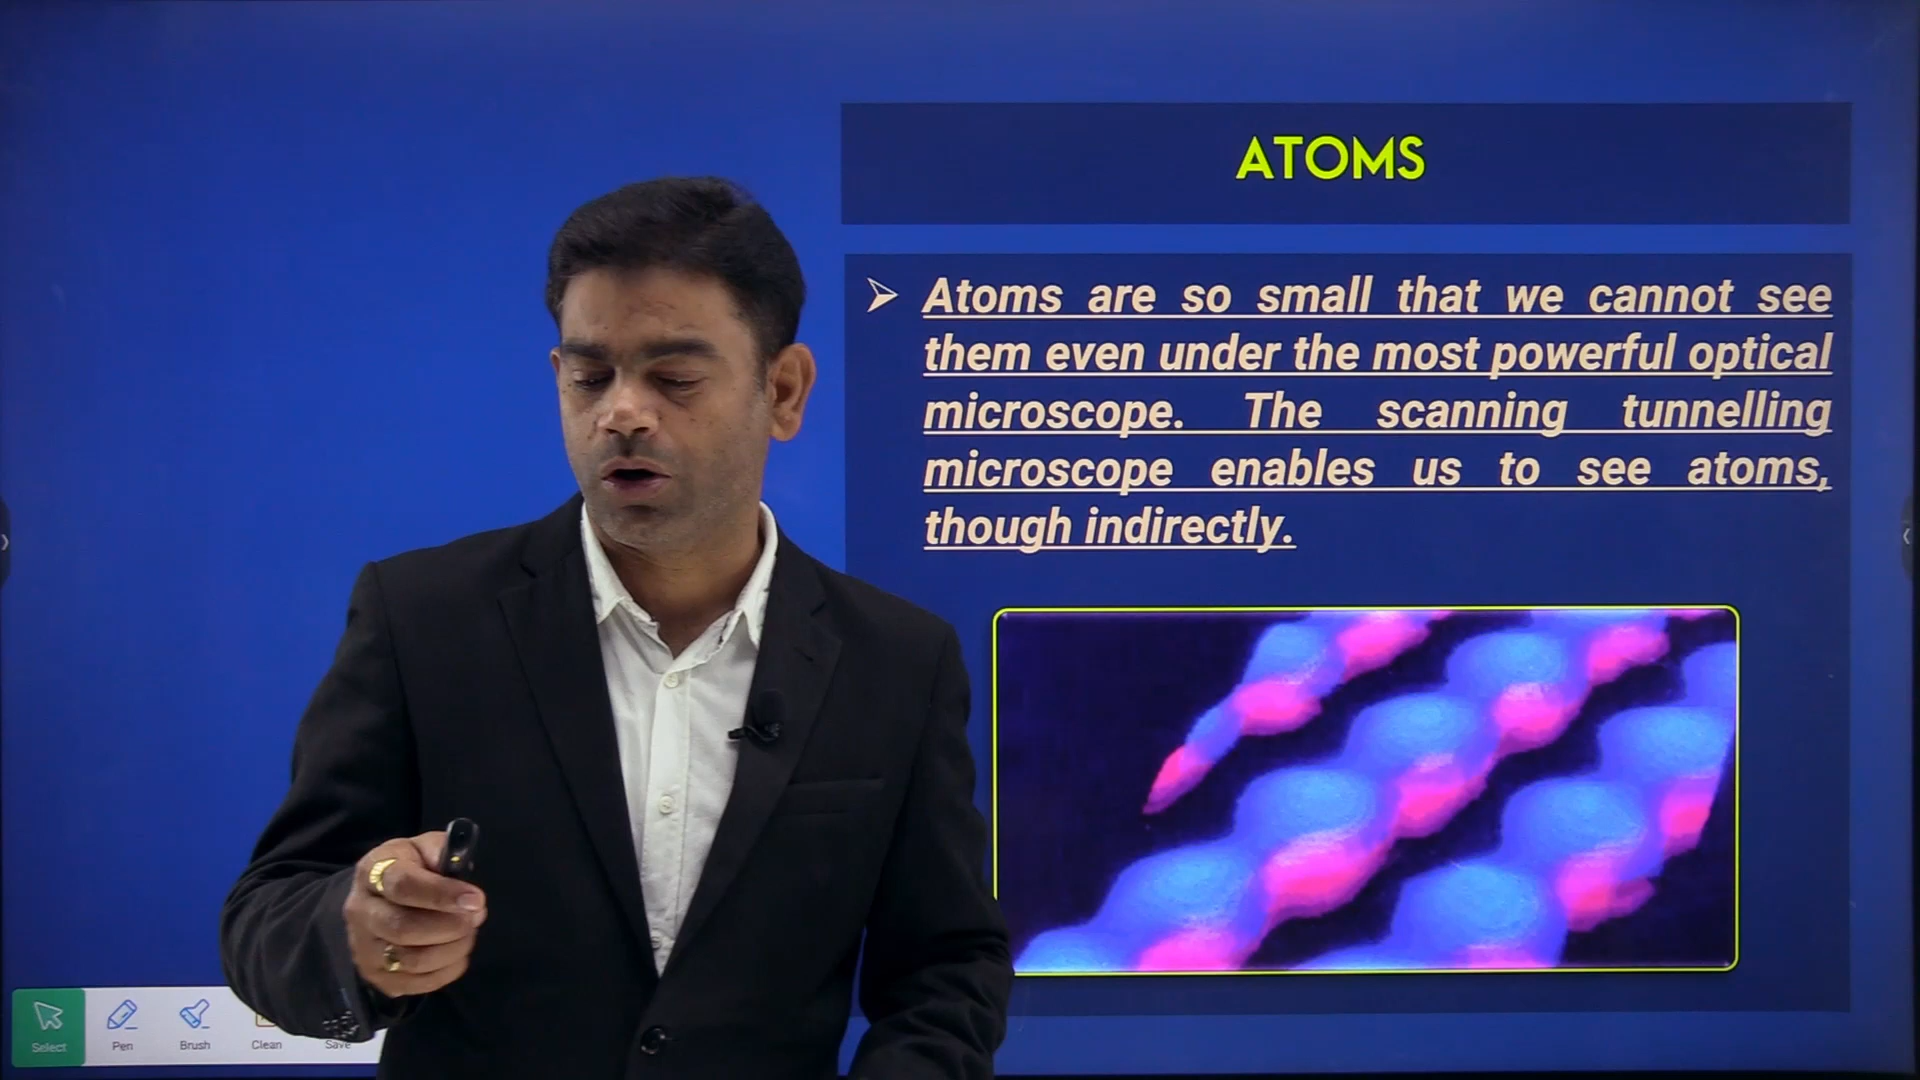 ATOMS
Atoms are so small that we cannot see
them even under the most powerful optical
microscope. The scanning tunnelling
microscope enables us to see atoms,
though indirectly.
Select Pen Brush Clean Save